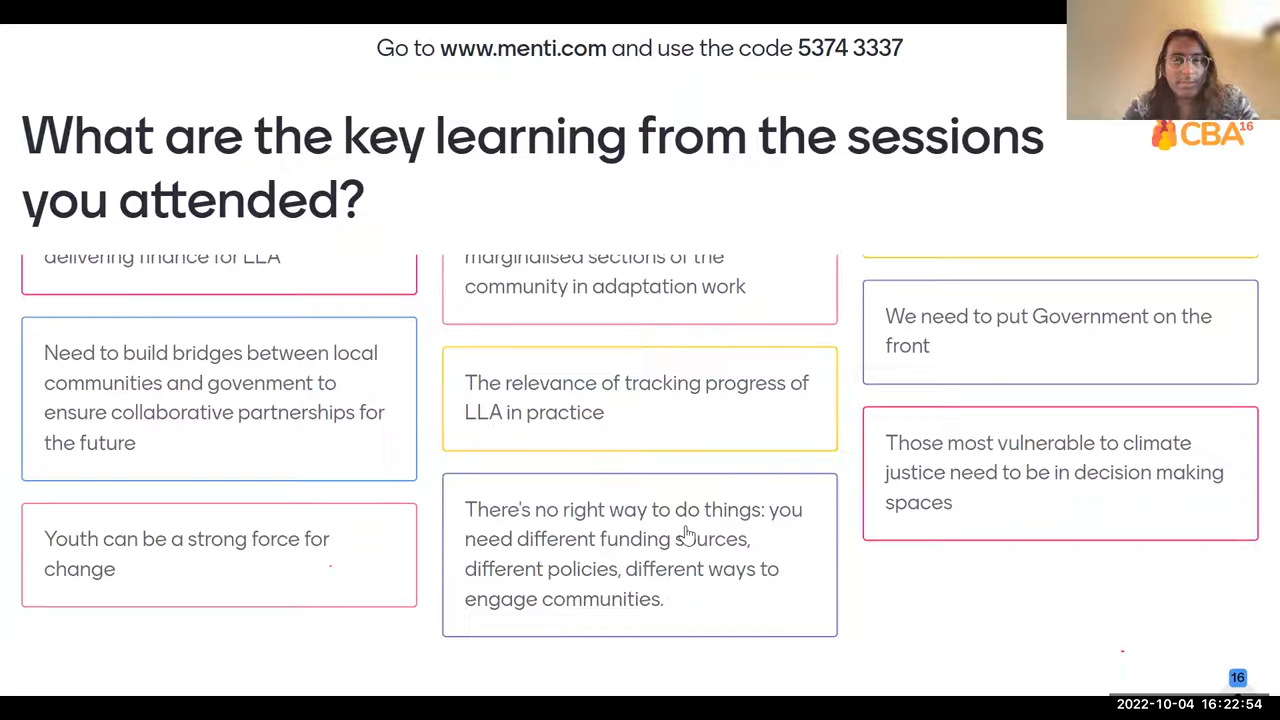 Go to www.menti.com and use the code 5374 3337
What are the key learning from the sessions
you attended?
CBA16
delivering finance for LLA
Need to build bridges between local
communities and govenment to
ensure collaborative partnerships for
the future
Youth can be a strong force for
change
marginalised sections of the
community in adaptation work
The relevance of tracking progress of
LLA in practice
There's no right way to do things: you
need different funding sources,
different policies, different ways to
engage communities.
We need to put Government on the
front
Those most vulnerable to climate
justice need to be in decision making
spaces
16
2022-10-04 16:22:54